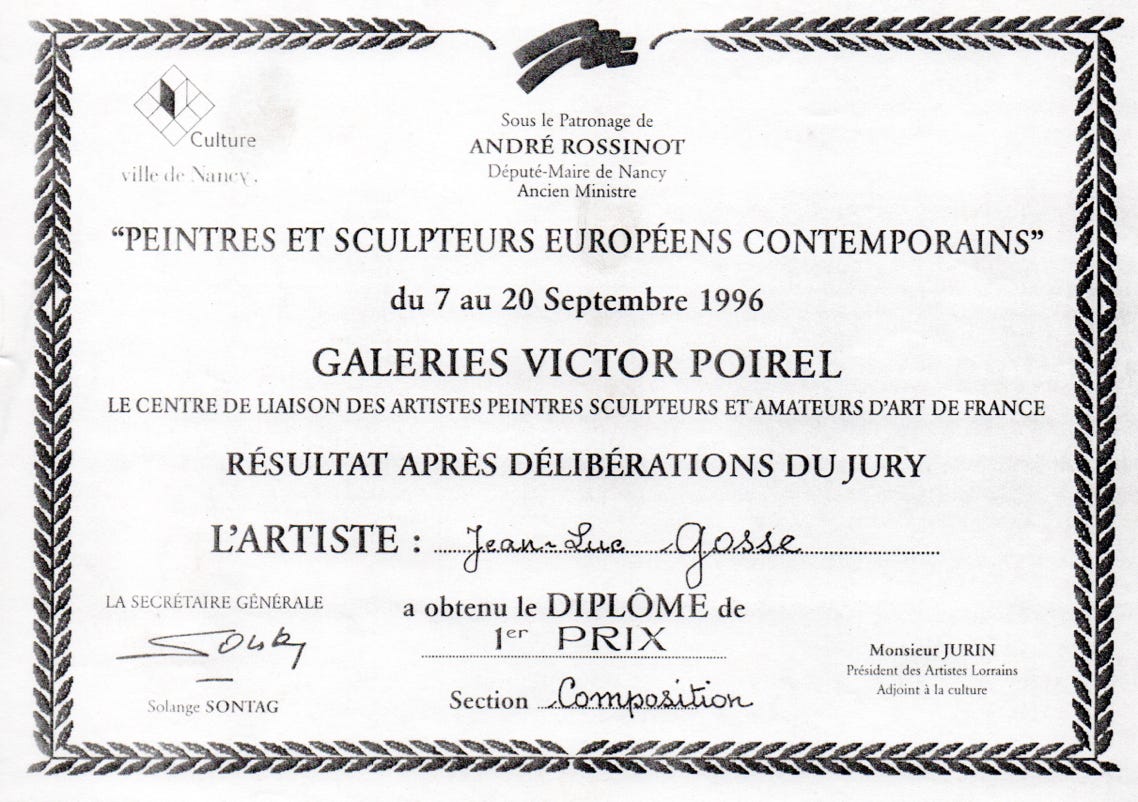 Culture
ville de Nancy.
Sous le Patronage de
ANDRÉ ROSSINOT
Député-Maire de Nancy
Ancien Ministre
“PEINTRES ET SCULPTEURS EUROPÉENS CONTEMPORAINS”
du 7 au 20 Septembre 1996
GALERIES VICTOR POIREL
LE CENTRE DE LIAISON DES ARTISTES PEINTRES SCULPTEURS ET AMATEURS D'ART DE FRANCE
RÉSULTAT APRÈS DÉLIBÉRATIONS DU JURY
L'ARTISTE : Jean-Luc Gosse
a obtenu le DIPLÔME de
1er PRIX
Section Composition
LA SECRÉTAIRE GÉNÉRALE
Solange SONTAG
Monsieur JURIN
Président des Artistes Lorrains
Adjoint à la culture